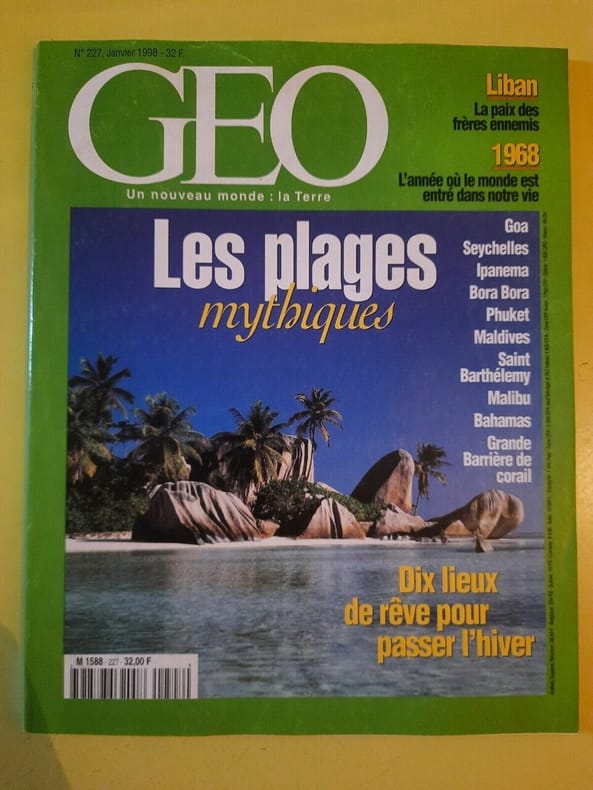 N° 227, Janvier 1998 - 32 F.
GEO
Un nouveau monde : la Terre
Liban
La paix des
frères ennemis
1968
L'année où le monde est
entré dans notre vie
Les plages
mythiques
Goa
Seychelles
Ipanema
Bora Bora
Phuket
Maldives
Saint
Barthélemy
Malibu
Bahamas
Grande
Barrière de
corail
Dix lieux
de rêve pour
passer l'hiver
M 1588 - 227 - 32,00 F